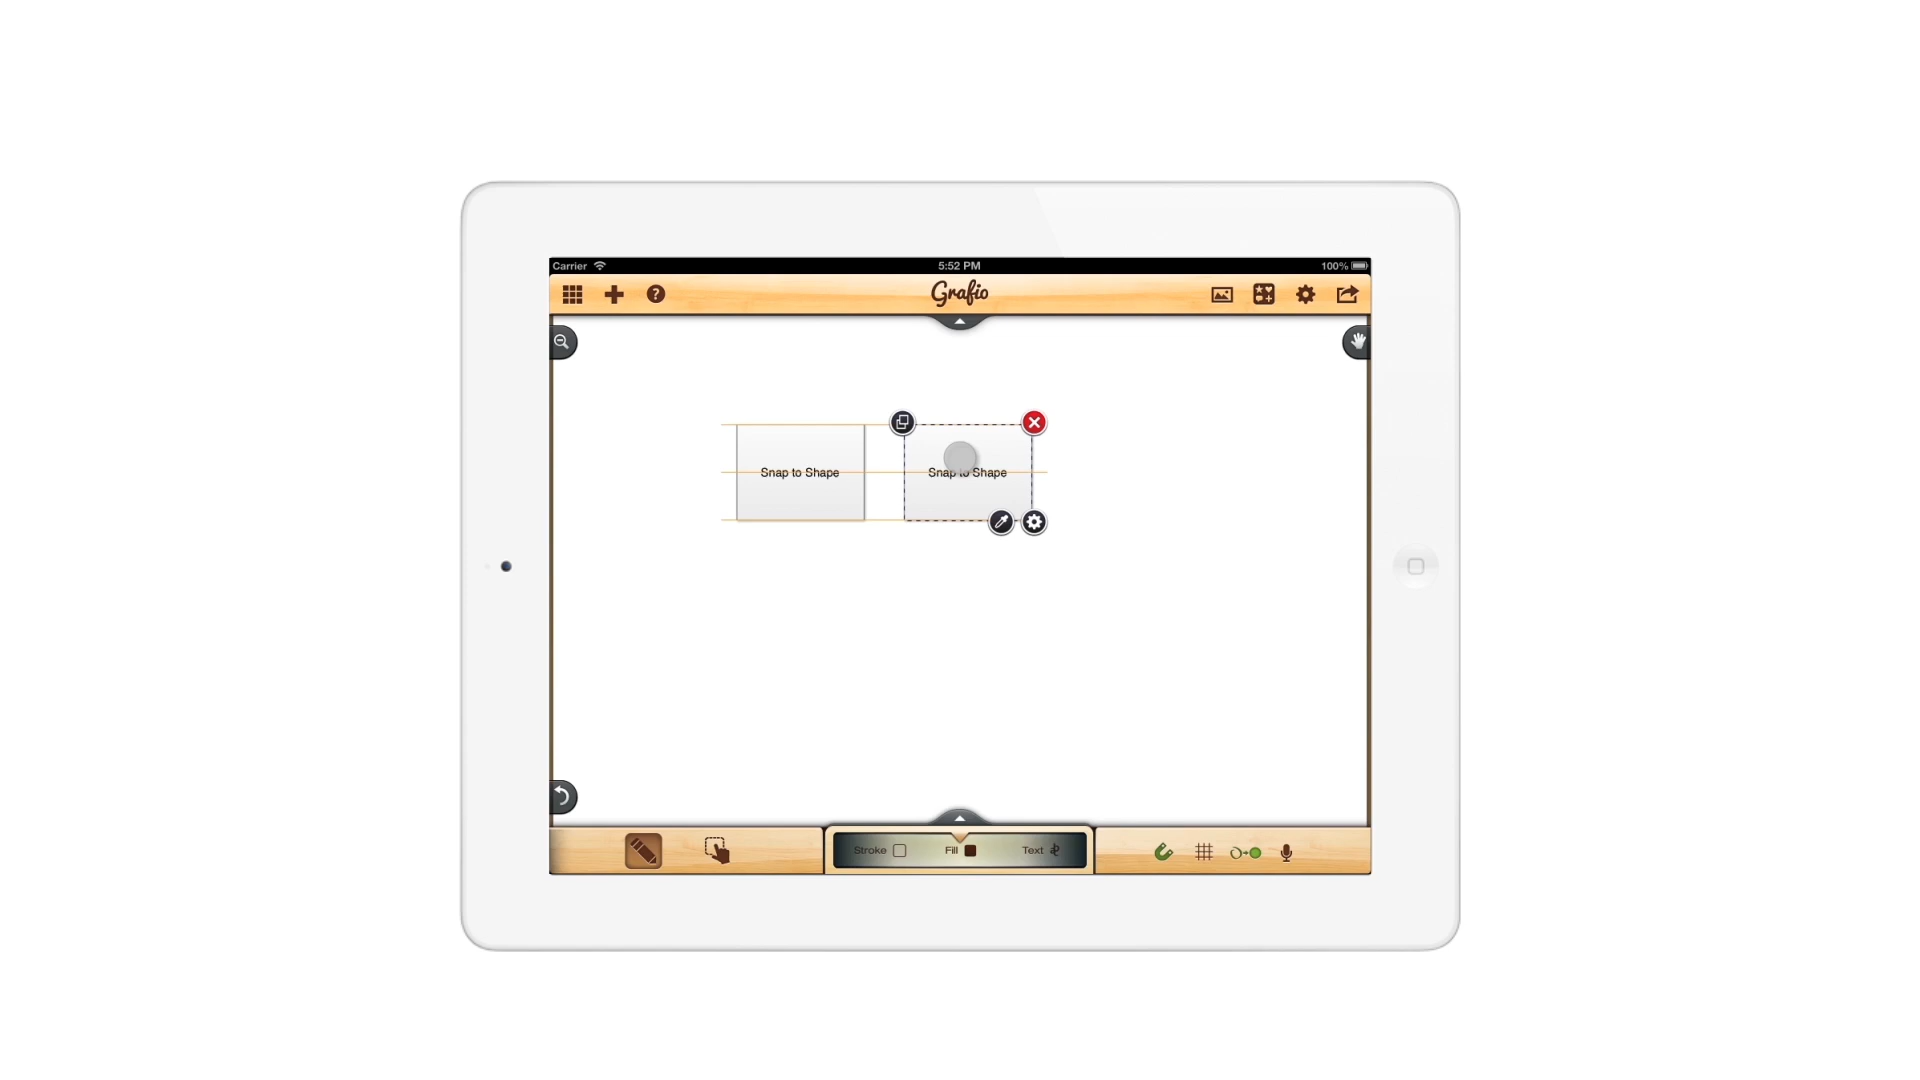 Carrier 5:52 PM 100%
Grafio
Snap to Shape Snap to Shape
Stroke Fill Text